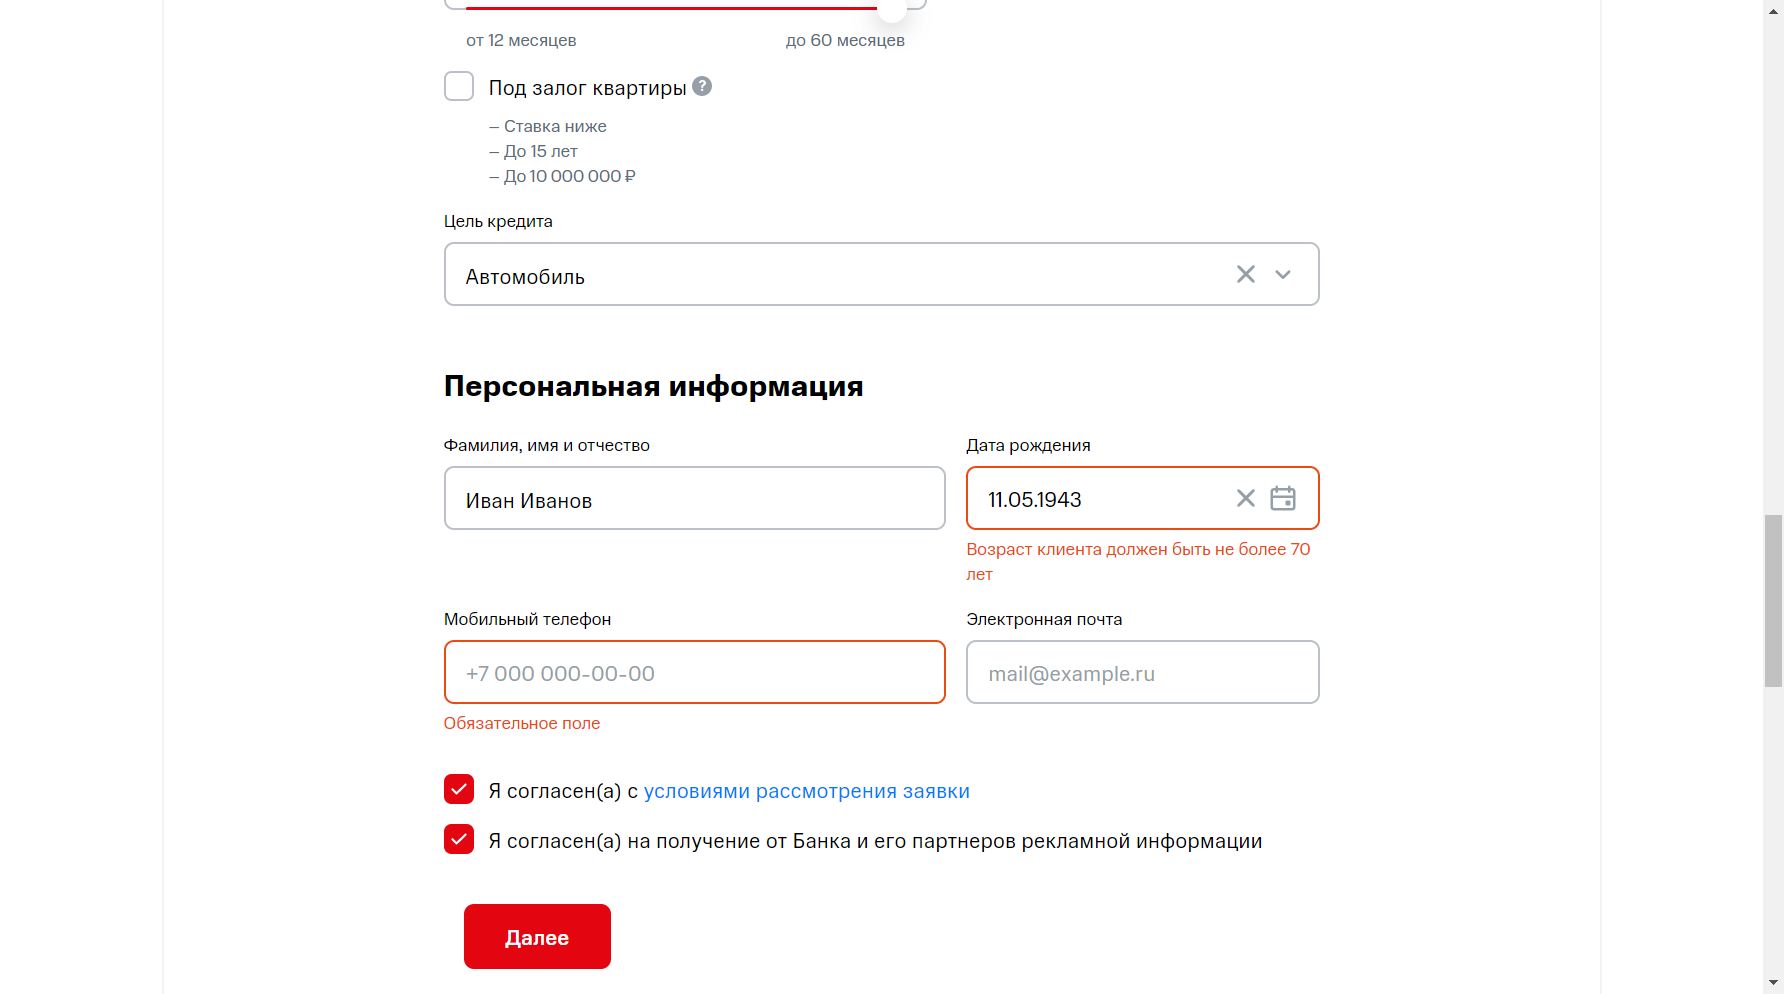 от 12 месяцев до 60 месяцев
Под залог квартиры ?
– Ставка ниже
– До 15 лет
– До 10 000 000 ₽
Цель кредита
Автомобиль
Персональная информация
Фамилия, имя и отчество Дата рождения
Иван Иванов 11.05.1943
Возраст клиента должен быть не более 70
лет
Мобильный телефон Электронная почта
+7 000 000-00-00 mail@example.ru
Обязательное поле
Я согласен(а) с условиями рассмотрения заявки
Я согласен(а) на получение от Банка и его партнеров рекламной информации
Далее